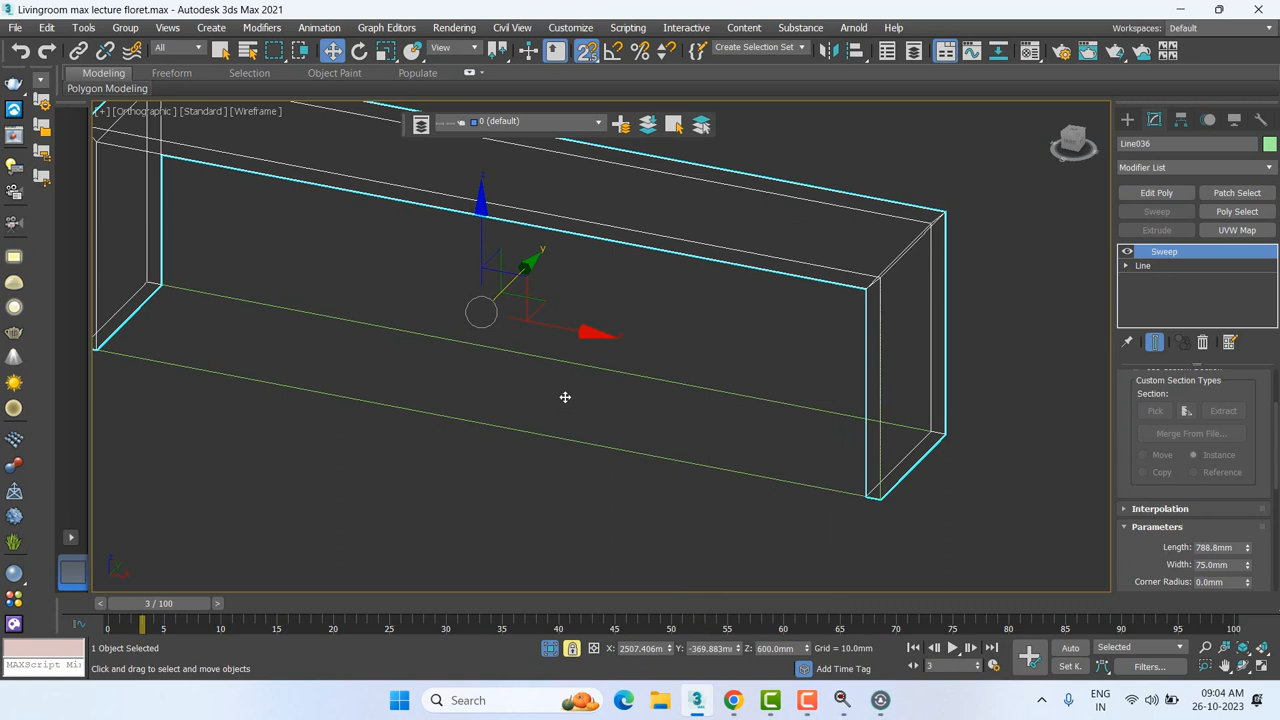 Livingroom max lecture floret.max - Autodesk 3ds Max 2021
File Edit Tools Group Views Create Modifiers Animation Graph Editors Rendering Civil View Customize Scripting Interactive Content Substance Arnold Help
Workspaces: Default
All
View
Create Selection Set
Modeling Freeform Selection Object Paint Populate
Polygon Modeling
[+] [Orthographic ] [Standard ] [Wireframe ]
0 (default)
Line036
Modifier List
Edit Poly Patch Select
Sweep Poly Select
Extrude UVW Map
Sweep
Line
z
y
x
Custom Section Types
Section:
Pick Extract
Merge From File...
Move Instance
Copy Reference
Interpolation
Parameters
Length: 788.8mm
Width: 75.0mm
Corner Radius: 0.0mm
< 3 / 100 >
0 5 10 15 20 25 30 35 40 45 50 55 60 65 70 75 80 85 90 95 100
1 Object Selected
X: 2507.406m Y: -369.883m Z: 600.0mm Grid = 10.0mm
Auto Selected
MAXScript Mi
Click and drag to select and move objects
Add Time Tag
3
Set K. Filters...
Search
ENG
IN
09:04 AM
26-10-2023